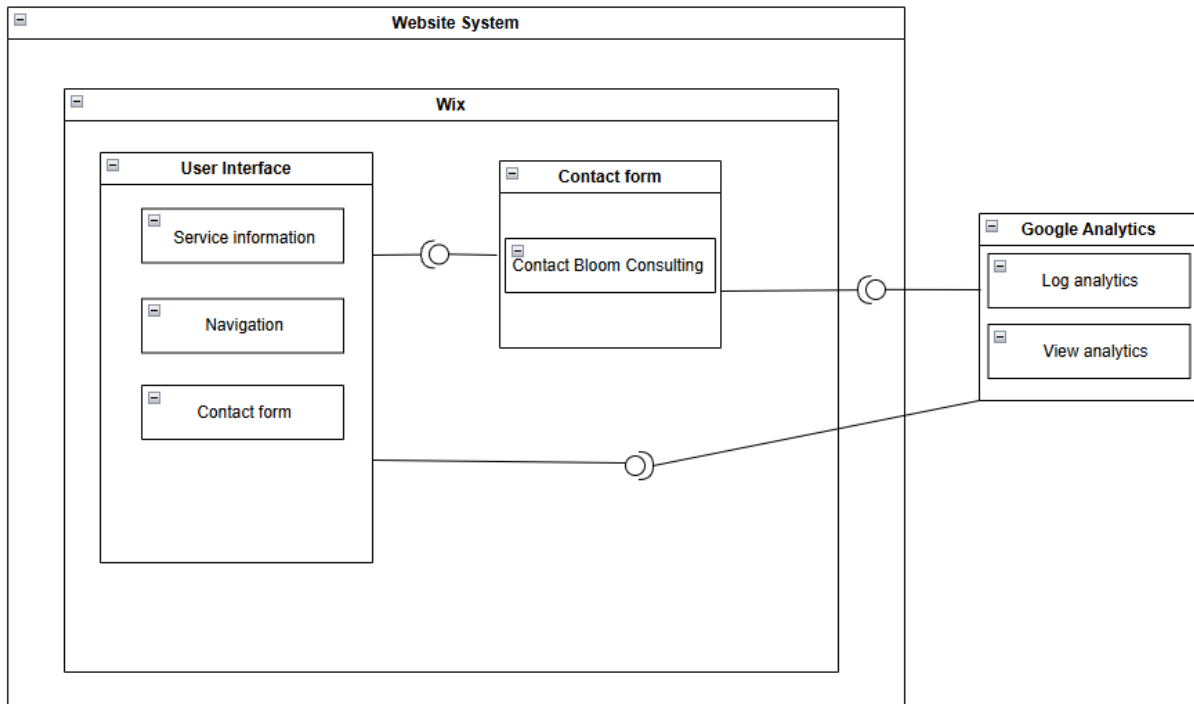 Website System
Wix
User Interface
Service information
Navigation
Contact form
Contact form
Contact Bloom Consulting
Google Analytics
Log analytics
View analytics